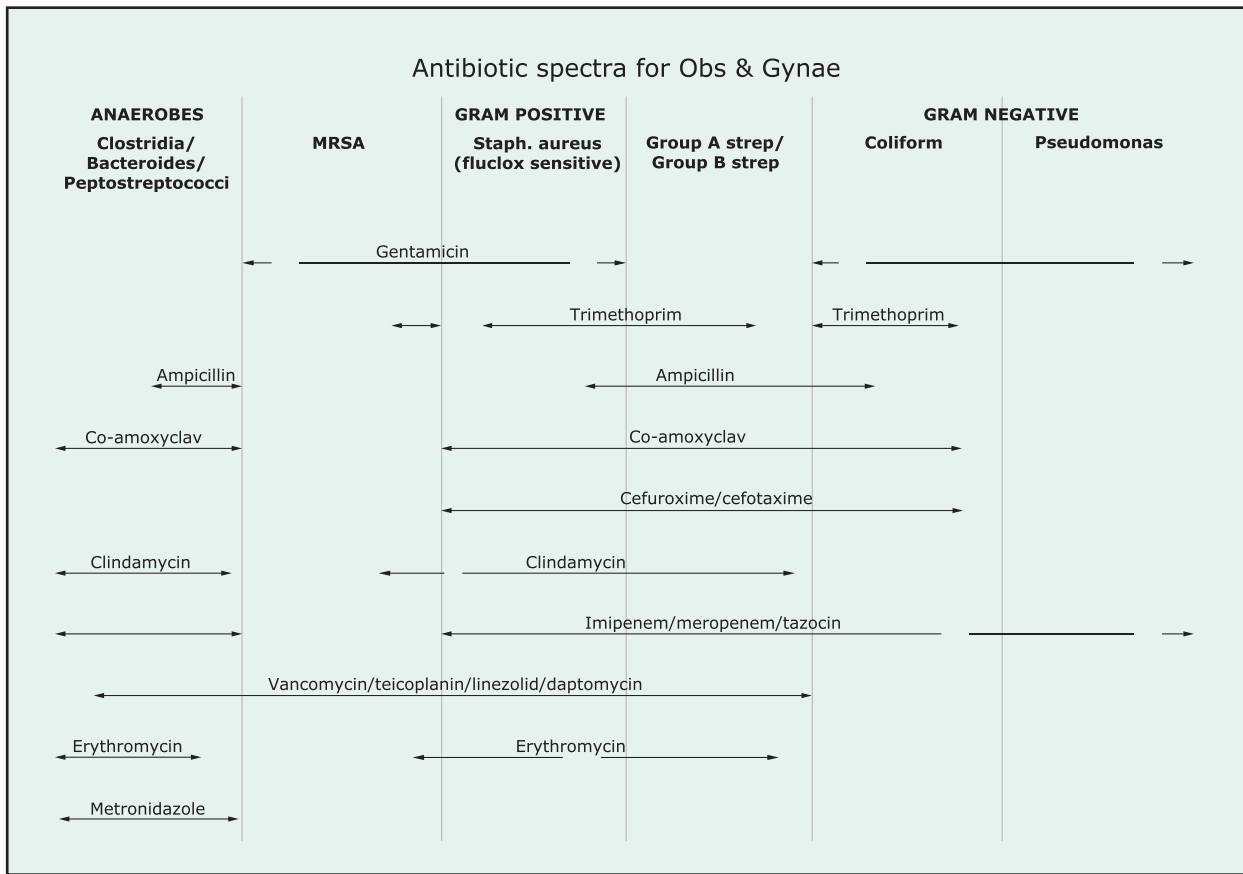 Antibiotic spectra for Obs & Gynae
ANAEROBES
GRAM POSITIVE
GRAM NEGATIVE
Clostridia/
Bacteroides/
Peptostreptococci
MRSA
Staph. aureus
(fluclox sensitive)
Group A strep/
Group B strep
Coliform
Pseudomonas
Gentamicin
Trimethoprim
Trimethoprim
Ampicillin
Ampicillin
Co-amoxyclav
Co-amoxyclav
Cefuroxime/cefotaxime
Clindamycin
Clindamycin
Imipenem/meropenem/tazocin
Vancomycin/teicoplanin/linezolid/daptomycin
Erythromycin
Erythromycin
Metronidazole